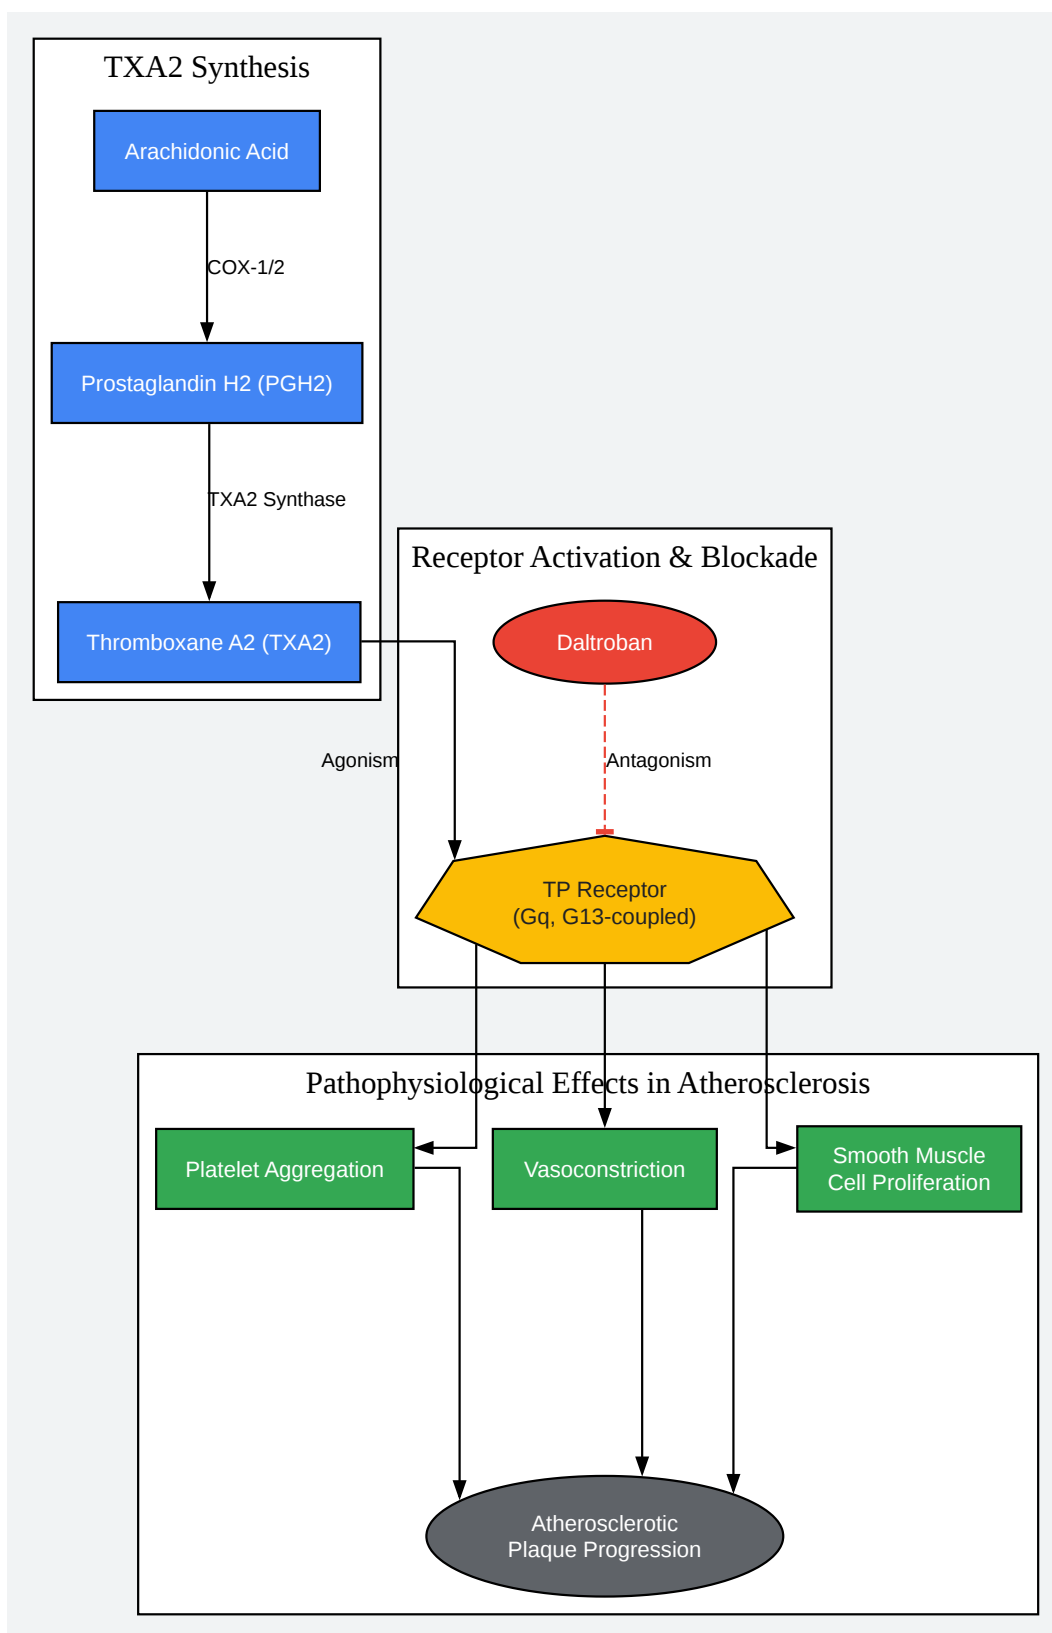 TXA2 Synthesis
Arachidonic Acid
COX-1/2
Prostaglandin H2 (PGH2)
TXA2 Synthase
Thromboxane A2 (TXA2)
Receptor Activation & Blockade
Daltroban
Agonism
Antagonism
TP Receptor
(Gq, G13-coupled)
Pathophysiological Effects in Atherosclerosis
Platelet Aggregation
Vasoconstriction
Smooth Muscle
Cell Proliferation
Atherosclerotic
Plaque Progression